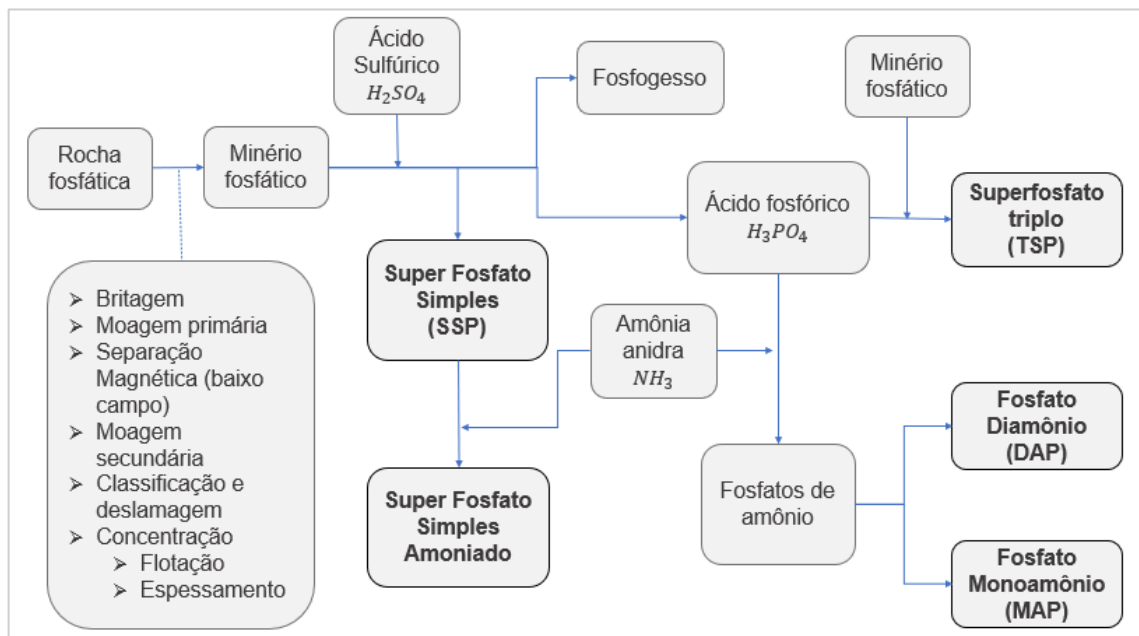 Ácido
Sulfúrico
H₂SO₄
Fosfogesso
Minério
fosfático
Rocha
fosfática
Minério
fosfático
Ácido fosfórico
H₃PO₄
Superfosfato
triplo
(TSP)
Super Fosfato
Simples
(SSP)
Amônia
anidra
NH₃
➢ Britagem
➢ Moagem primária
➢ Separação
Magnética (baixo
campo)
➢ Moagem
secundária
➢ Classificação e
deslamagem
➢ Concentração
➢ Flotação
➢ Espessamento
Super Fosfato
Simples
Amoniado
Fosfatos de
amônio
Fosfato
Diamônio
(DAP)
Fosfato
Monoamônio
(MAP)